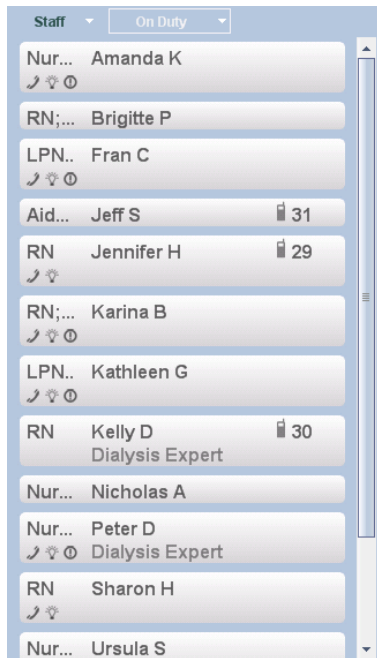 Staff On Duty
Nur... Amanda K
RN;... Brigitte P
LPN.. Fran C
Aid... Jeff S 31
RN Jennifer H 29
RN;... Karina B
LPN.. Kathleen G
RN Kelly D 30
Dialysis Expert
Nur... Nicholas A
Nur... Peter D
Dialysis Expert
RN Sharon H
Nur... Ursula S